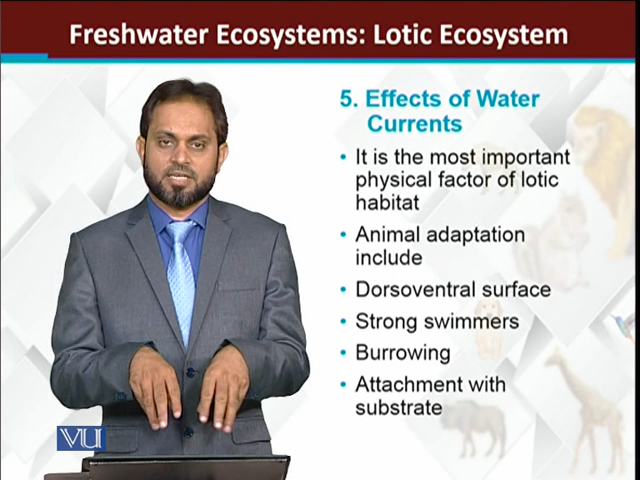 Freshwater Ecosystems: Lotic Ecosystem
5. Effects of Water
Currents
• It is the most important
physical factor of lotic
habitat
• Animal adaptation
include
• Dorsoventral surface
• Strong swimmers
• Burrowing
• Attachment with
substrate
VU